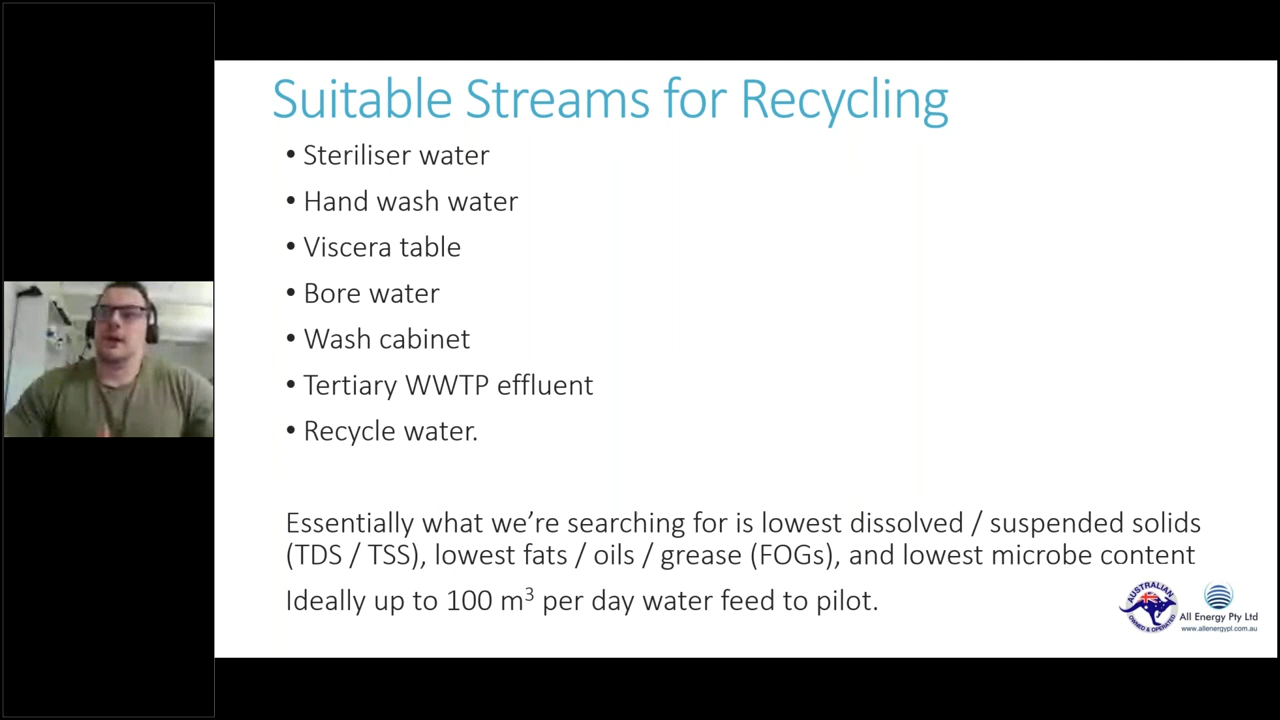 Suitable Streams for Recycling
• Steriliser water
• Hand wash water
• Viscera table
• Bore water
• Wash cabinet
• Tertiary WWTP effluent
• Recycle water.
Essentially what we’re searching for is lowest dissolved / suspended solids
(TDS / TSS), lowest fats / oils / grease (FOGs), and lowest microbe content
Ideally up to 100 m³ per day water feed to pilot.
AUSTRALIAN
OWNED & OPERATED
All Energy Pty Ltd
www.allenergypl.com.au